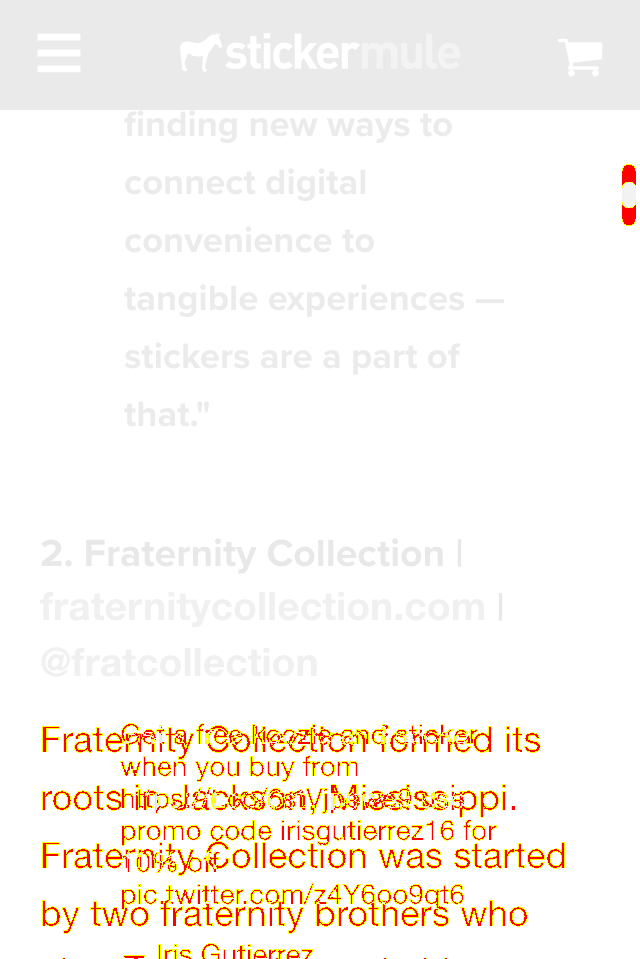 stickermule
finding new ways to
connect digital
convenience to
tangible experiences —
stickers are a part of
that."
2. Fraternity Collection |
fraternitycollection.com |
@fratcollection
Fraternity Collection formed its
Get a free koozie and sticker
when you buy from
roots in Jackson, Mississippi.
promo code irisgutierrez16 for
Fraternity Collection was started
10% off
pic.twitter.com/z4Y6oo9qt6
by two fraternity brothers who
Iris Gutierrez